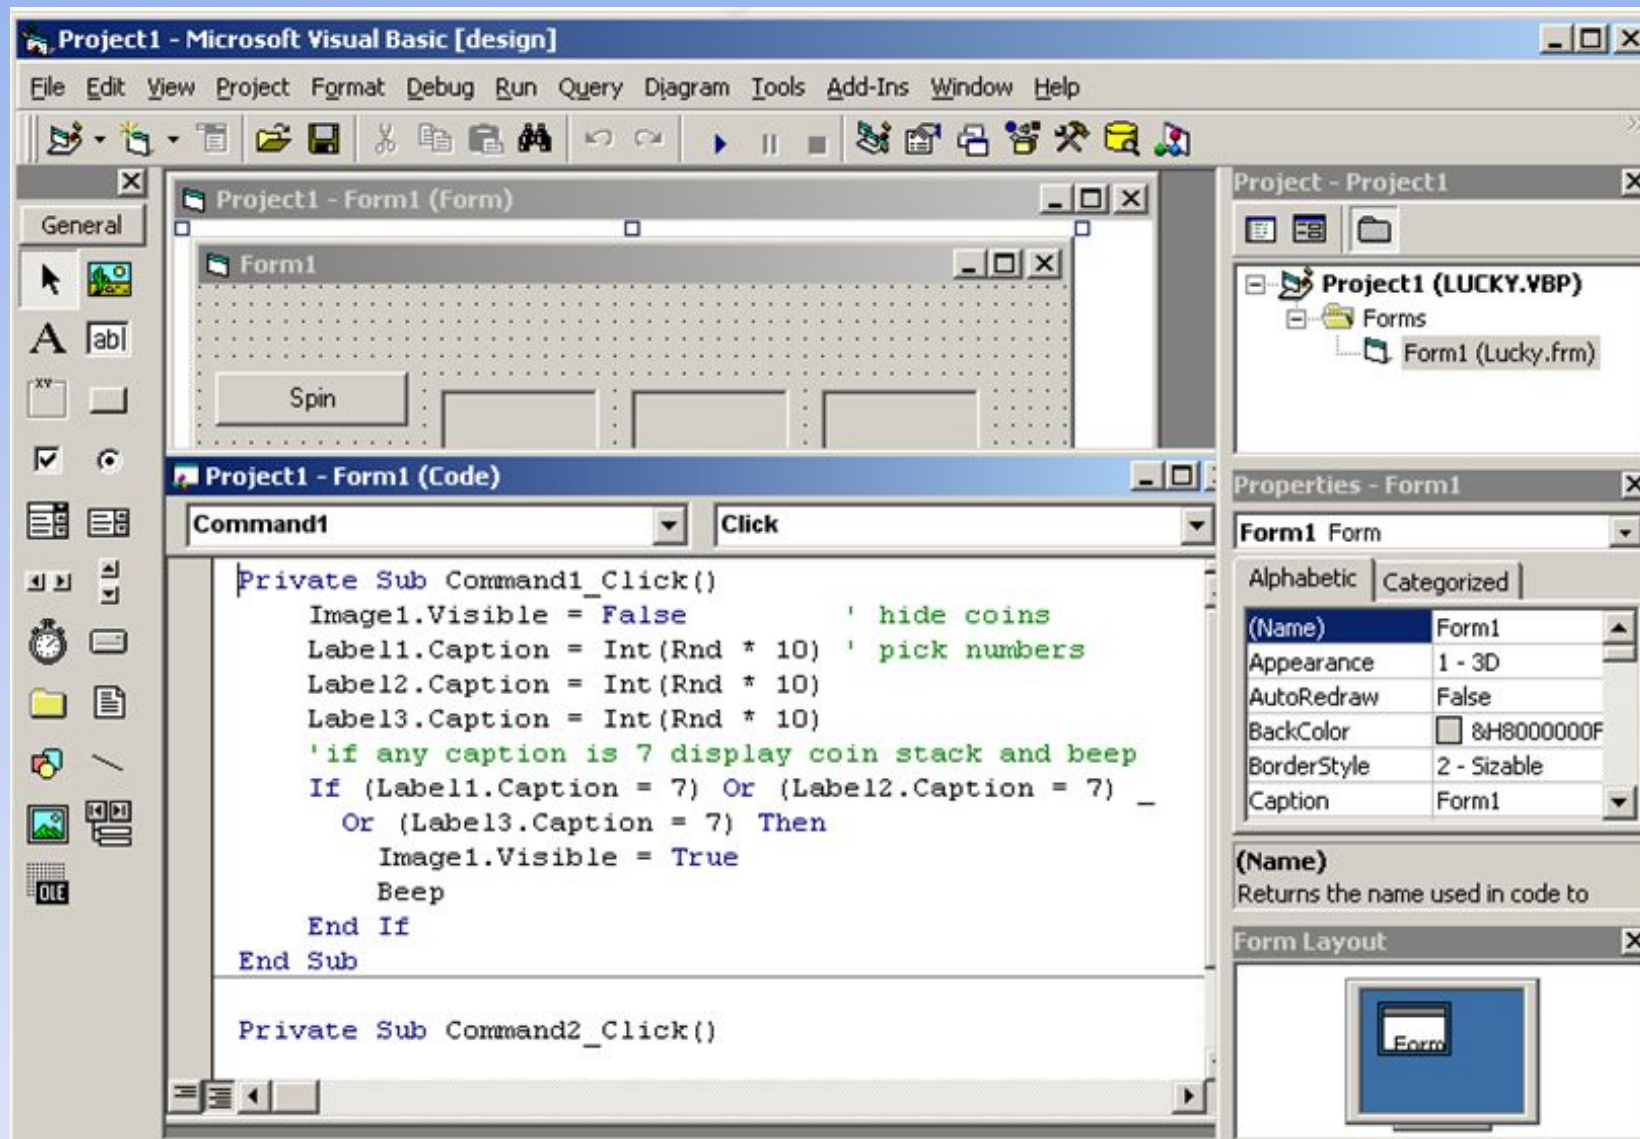 Project1 - Microsoft Visual Basic [design]
File Edit View Project Format Debug Run Query Diagram Tools Add-Ins Window Help
General
A
abl
XY
OLE
Project1 - Form1 (Form)
Form1
Spin
Project1 - Form1 (Code)
Command1
Click
Private Sub Command1_Click()
Image1.Visible = False ' hide coins
Label1.Caption = Int(Rnd * 10) ' pick numbers
Label2.Caption = Int(Rnd * 10)
Label3.Caption = Int(Rnd * 10)
'if any caption is 7 display coin stack and beep
If (Label1.Caption = 7) Or (Label2.Caption = 7) _
Or (Label3.Caption = 7) Then
Image1.Visible = True
Beep
End If
End Sub
Private Sub Command2_Click()
Project - Project1
Project1 (LUCKY.VBP)
Forms
Form1 (Lucky.frm)
Properties - Form1
Form1 Form
Alphabetic Categorized
(Name) Form1
Appearance 1 - 3D
AutoRedraw False
BackColor &H8000000F
BorderStyle 2 - Sizable
Caption Form1
(Name)
Returns the name used in code to
Form Layout
Form